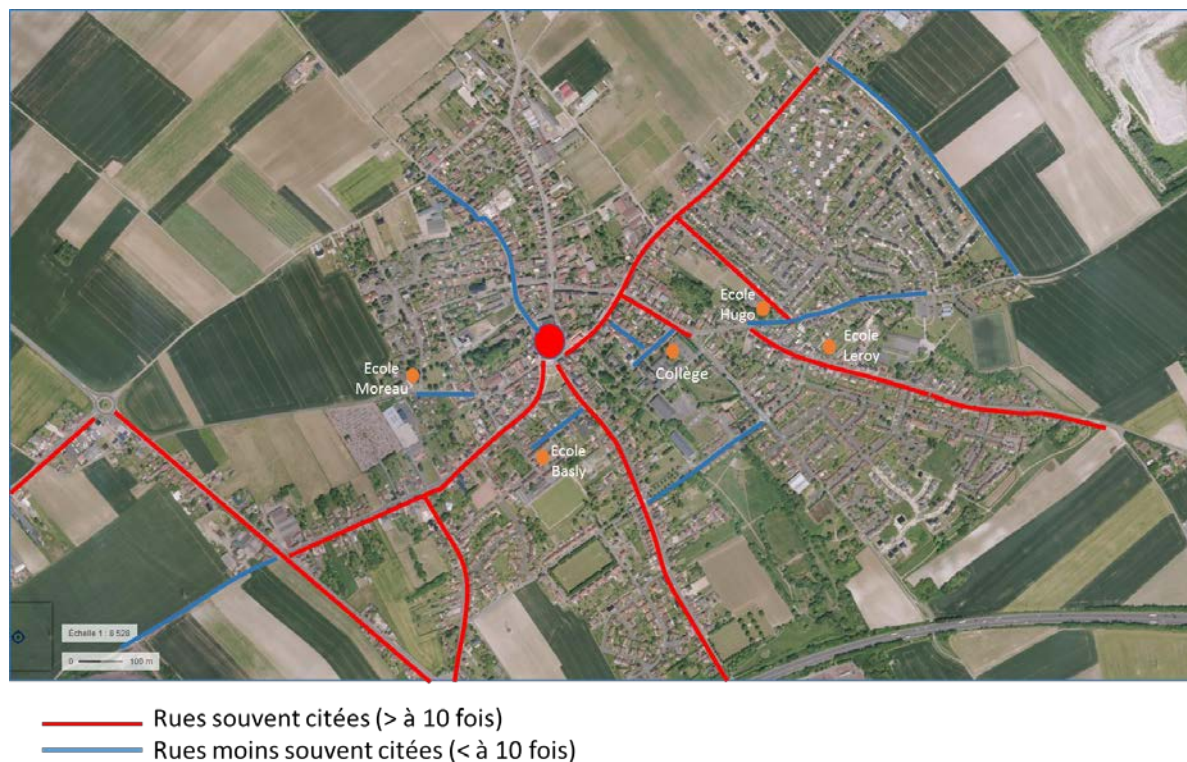 Ecole
Hugo
Ecole
Leroy
Collège
Ecole
Moreau
Ecole
Basly
Échelle 1 : 8 528
0
100 m
Rues souvent citées (> à 10 fois)
Rues moins souvent citées (< à 10 fois)